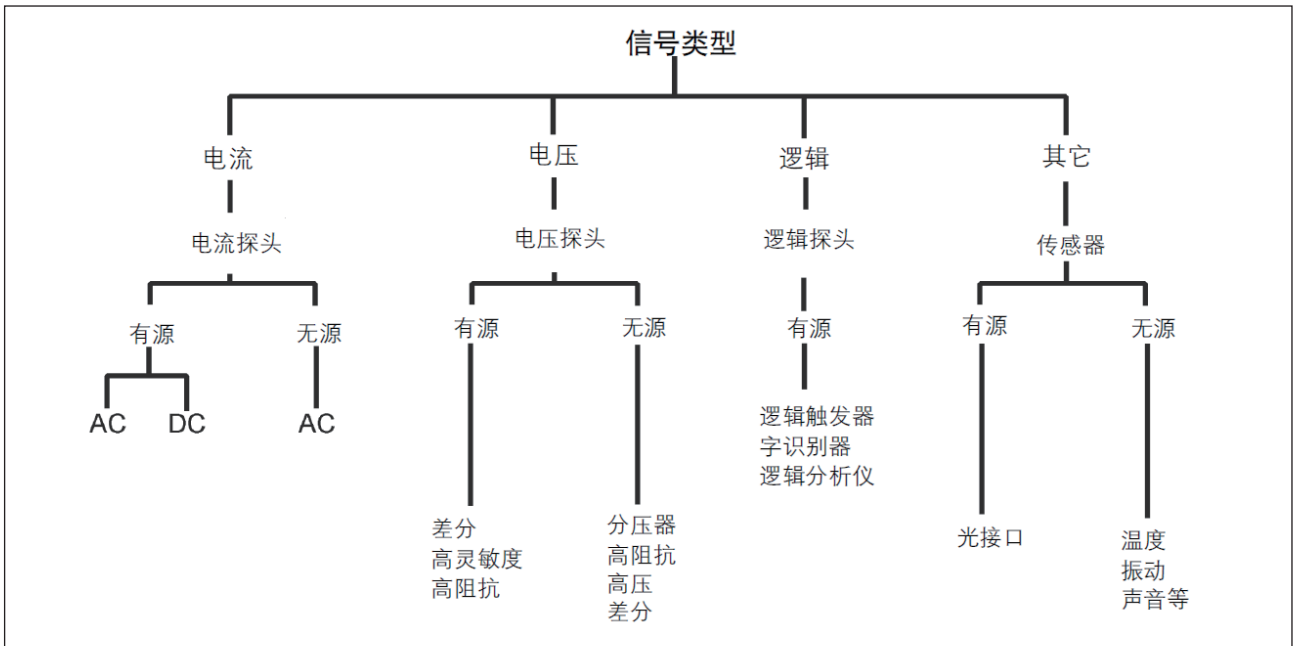 信号类型
电流
电压
逻辑
其它
电流探头
电压探头
逻辑探头
传感器
有源
无源
有源
无源
有源
有源
无源
AC
DC
AC
逻辑触发器
字识别器
逻辑分析仪
差分
高灵敏度
高阻抗
分压器
高阻抗
高压
差分
光接口
温度
振动
声音等